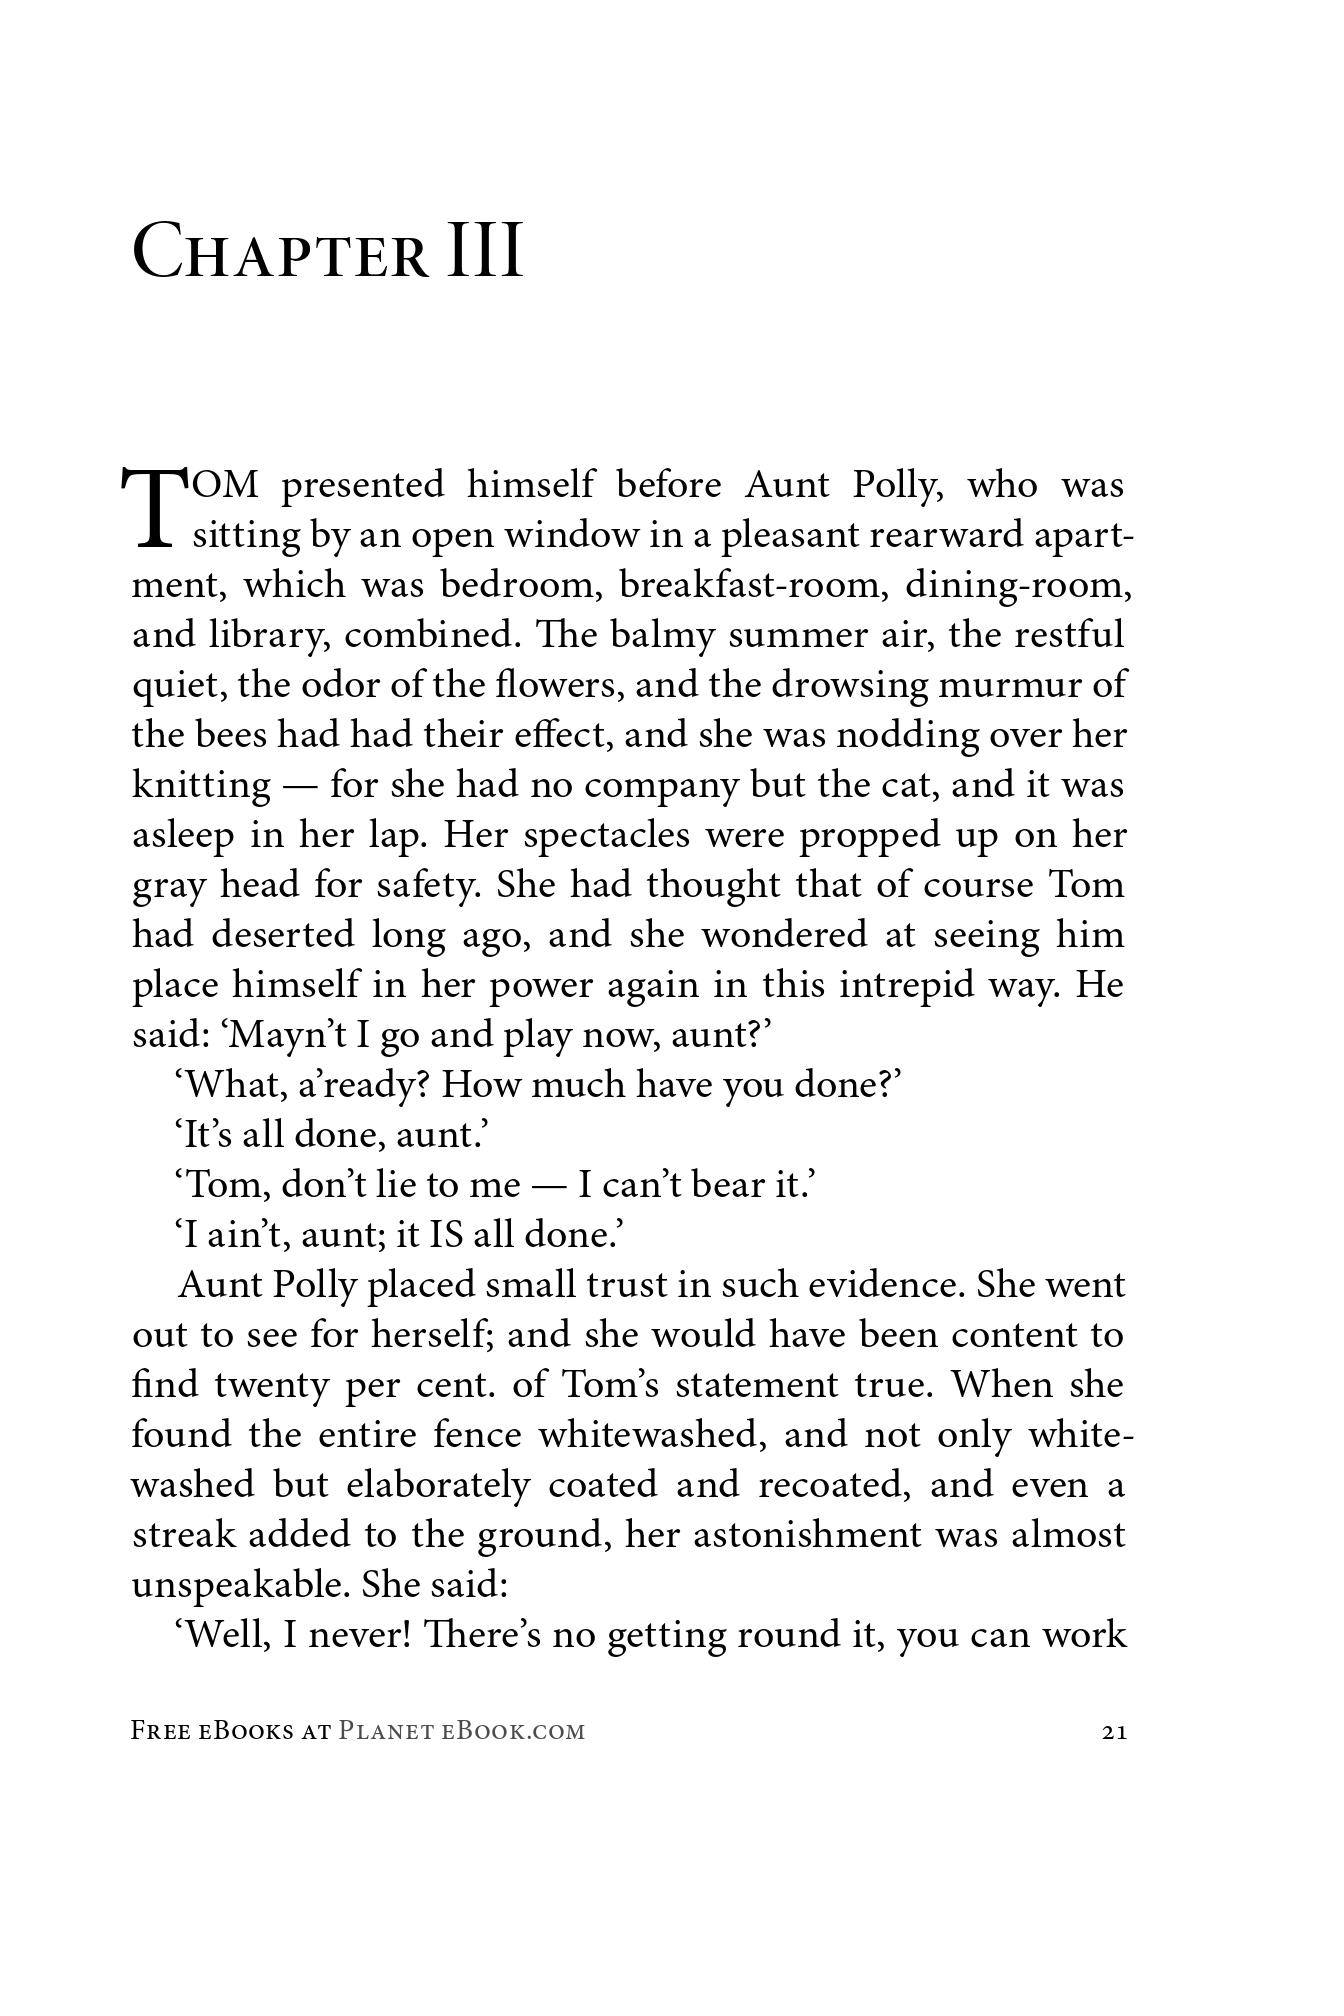 Chapter III
TOM presented himself before Aunt Polly, who was
sitting by an open window in a pleasant rearward apart-
ment, which was bedroom, breakfast-room, dining-room,
and library, combined. The balmy summer air, the restful
quiet, the odor of the flowers, and the drowsing murmur of
the bees had had their effect, and she was nodding over her
knitting — for she had no company but the cat, and it was
asleep in her lap. Her spectacles were propped up on her
gray head for safety. She had thought that of course Tom
had deserted long ago, and she wondered at seeing him
place himself in her power again in this intrepid way. He
said: ‘Mayn’t I go and play now, aunt?’
‘What, a’ready? How much have you done?’
‘It’s all done, aunt.’
‘Tom, don’t lie to me — I can’t bear it.’
‘I ain’t, aunt; it IS all done.’
Aunt Polly placed small trust in such evidence. She went
out to see for herself; and she would have been content to
find twenty per cent. of Tom’s statement true. When she
found the entire fence whitewashed, and not only white-
washed but elaborately coated and recoated, and even a
streak added to the ground, her astonishment was almost
unspeakable. She said:
‘Well, I never! There’s no getting round it, you can work
Free eBooks at Planet eBook.com 21